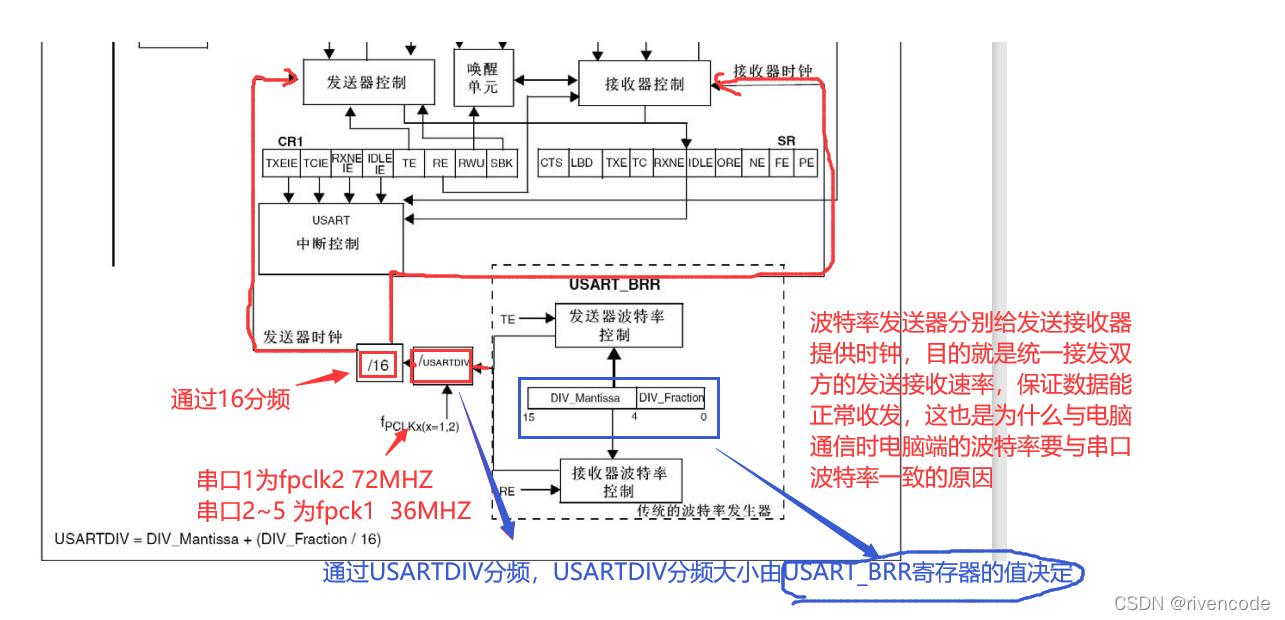 发送器控制
唤醒
单元
接收器控制
接收器时钟
CR1
SR
TXEIE TCIE RXNE IE IDLE IE TE RE RWU SBK
CTS LBD TXE TC RXNE IDLE ORE NE FE PE
USART
中断控制
USART_BRR
TE
发送器波特率
控制
发送器时钟
/16
/USARTDIV
通过16分频
DIV_Mantissa DIV_Fraction
15 4 0
fPCLKx(x=1,2)
波特率发送器分别给发送接收器
提供时钟，目的就是统一接发双
方的发送接收速率，保证数据能
正常收发，这也是为什么与电脑
通信时电脑端的波特率要与串口
波特率一致的原因
串口1为fpclk2 72MHZ
串口2~5 为fpck1 36MHZ
RE
接收器波特率
控制
传统的波特率发生器
USARTDIV = DIV_Mantissa + (DIV_Fraction / 16)
通过USARTDIV分频，USARTDIV分频大小由USART_BRR寄存器的值决定
CSDN @rivencode